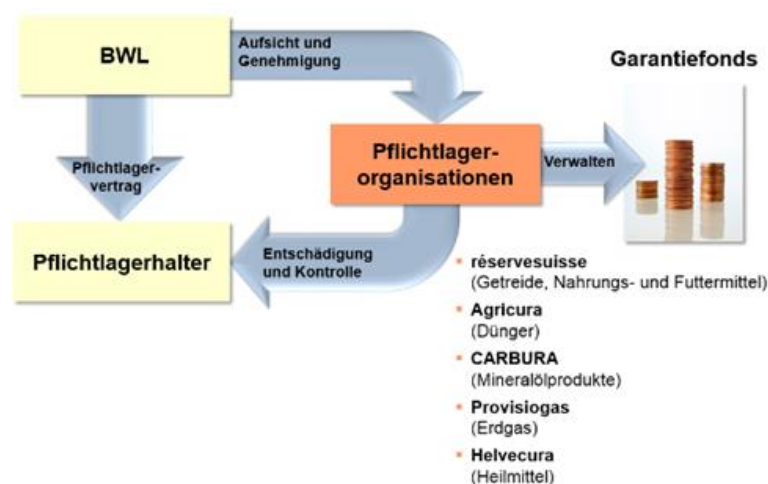 BWL
Aufsicht und
Genehmigung
Garantiefonds
Pflichtlager-
vertrag
Pflichtlager-
organisationen
Verwalten
Pflichtlagerhalter
Entschädigung
und Kontrolle
▪ réservesuisse
(Getreide, Nahrungs- und Futtermittel)
▪ Agricura
(Dünger)
▪ CARBURA
(Mineralölprodukte)
▪ Provisiogas
(Erdgas)
▪ Helvecura
(Heilmittel)